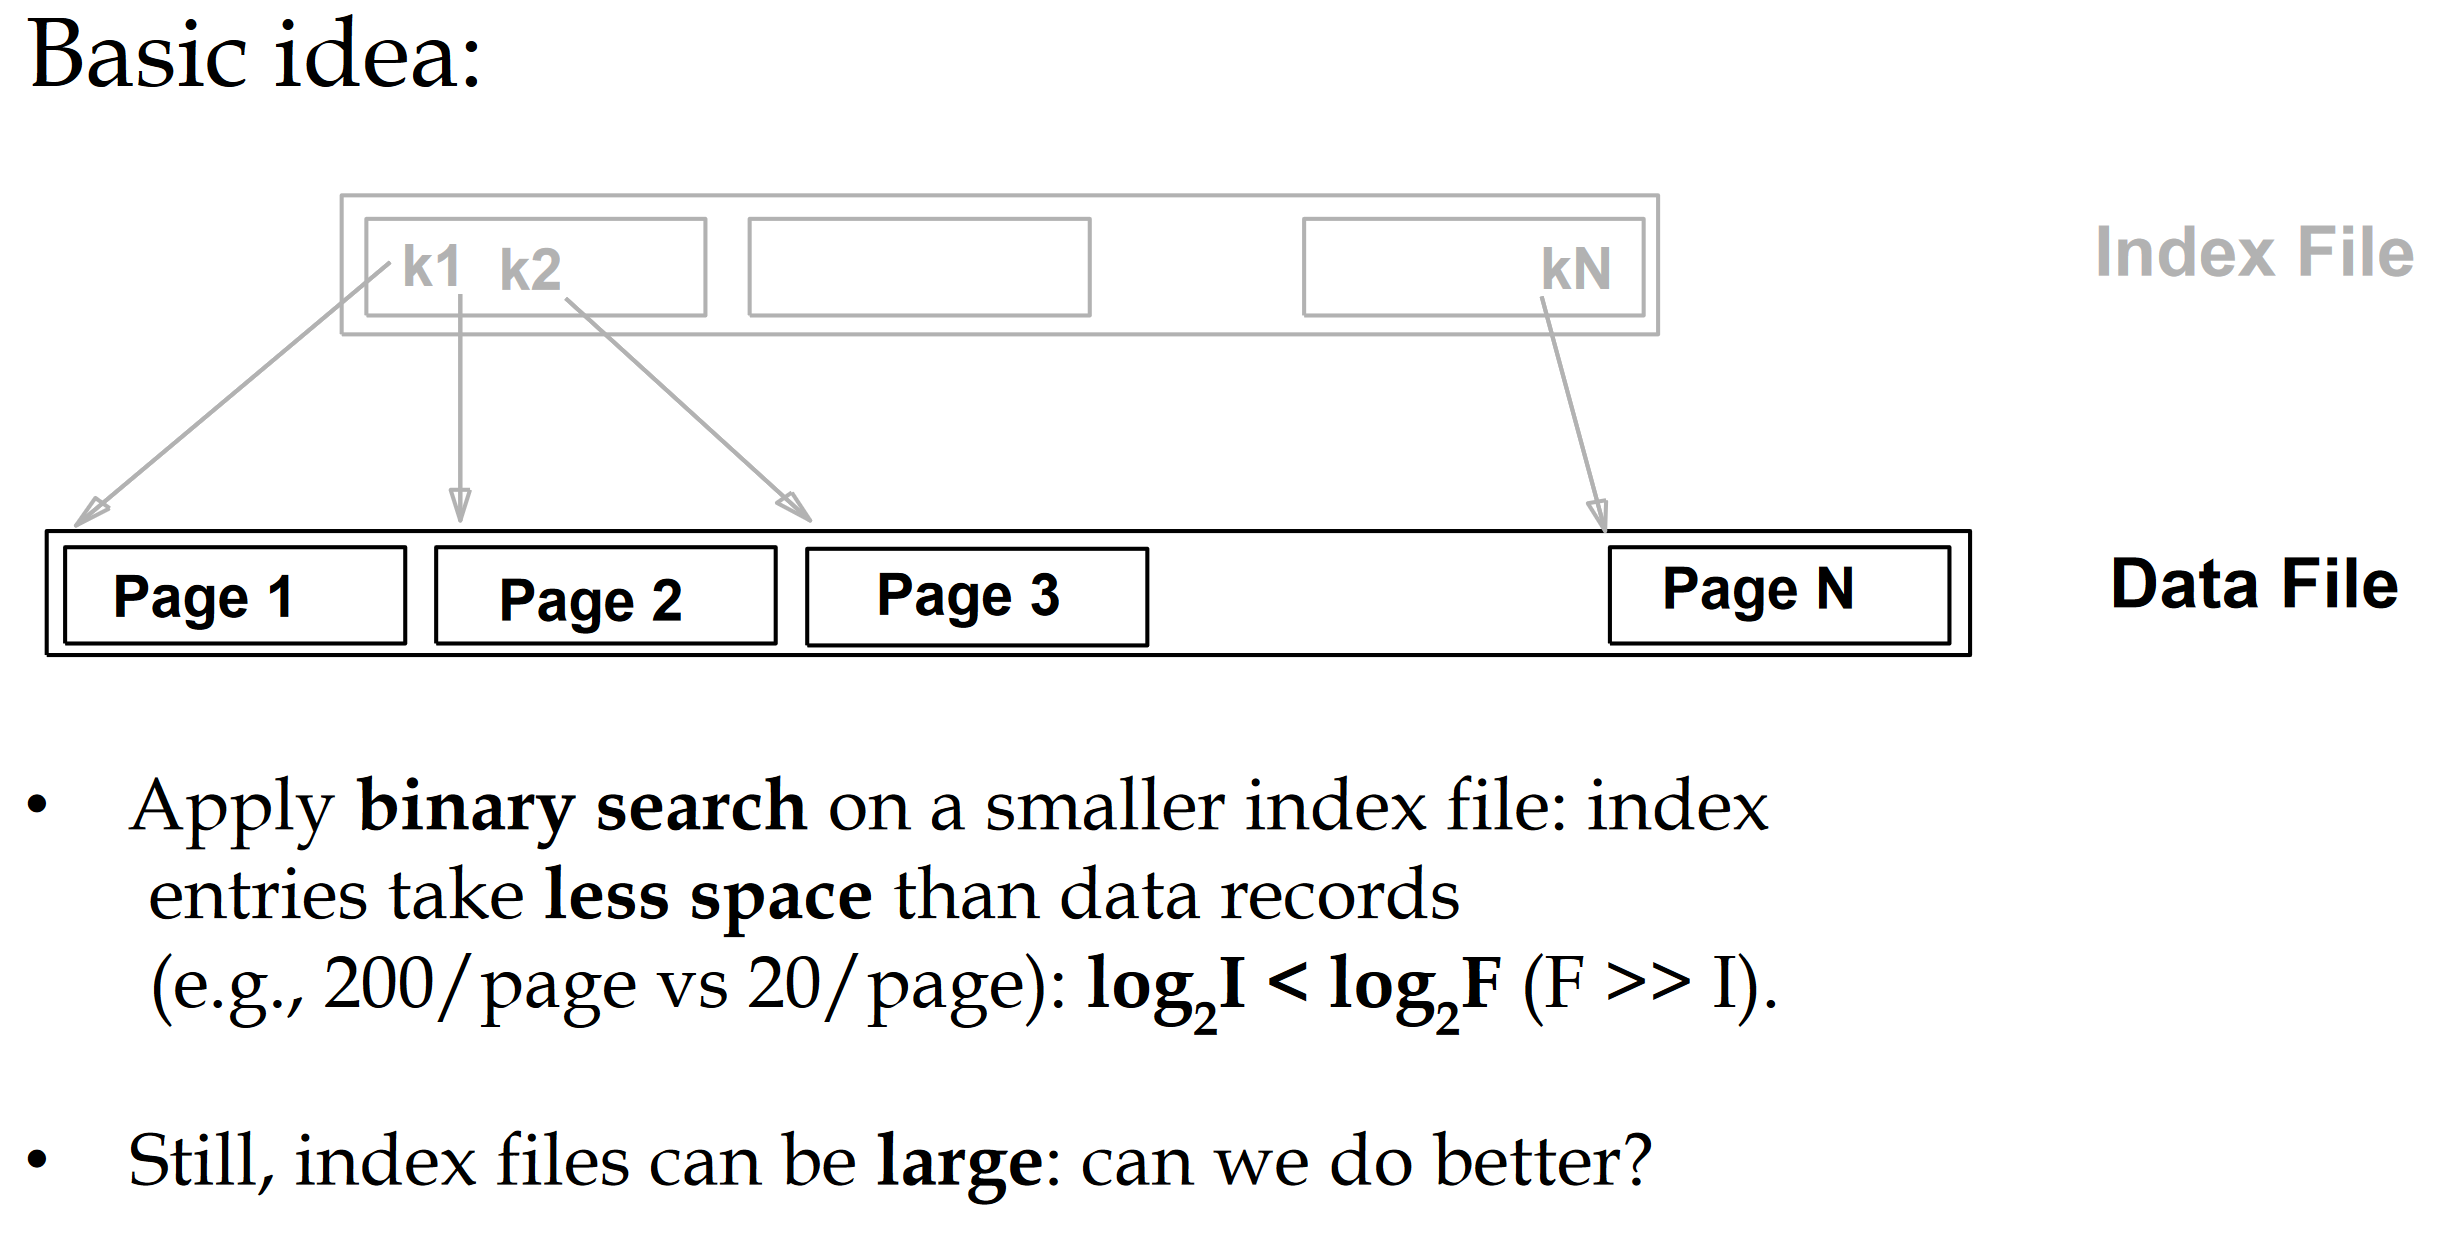 Basic idea:
k1 k2 kN Index File
Page 1 Page 2 Page 3 Page N Data File
• Apply binary search on a smaller index file: index
entries take less space than data records
(e.g., 200/page vs 20/page): log₂I < log₂F (F >> I).
• Still, index files can be large: can we do better?